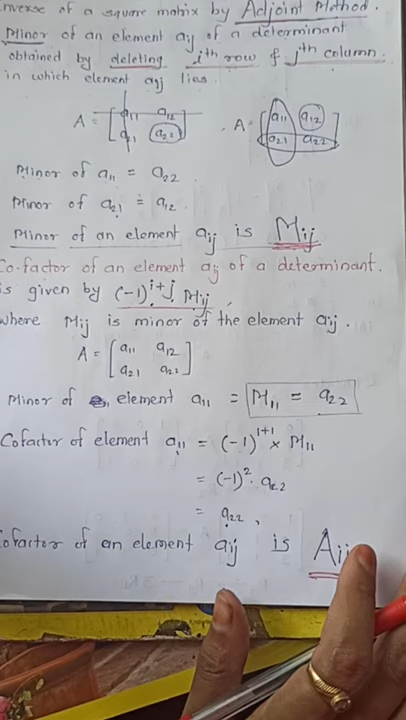 nverse of a square matrix by Adjoint Method.
Minor of an element aij of a determinant
obtained by deleting ith row & jth column.
in which element aij lies.
A = [a11 a12
a21 a22]
A = [a11 a12
a21 a22]
Minor of a11 = a22
Minor of a21 = a12.
Minor of an element aij is Mij
Co-factor of an element aij of a determinant.
is given by (-1)^i+j. Mij,
where Mij is minor of the element aij.
A = [a11 a12
a21 a22]
Minor of element a11 = M11 = a22
Cofactor of element a11 = (-1)^1+1 × M11
= (-1)^2. a22
= a22,
ofactor of an element aij is Aij